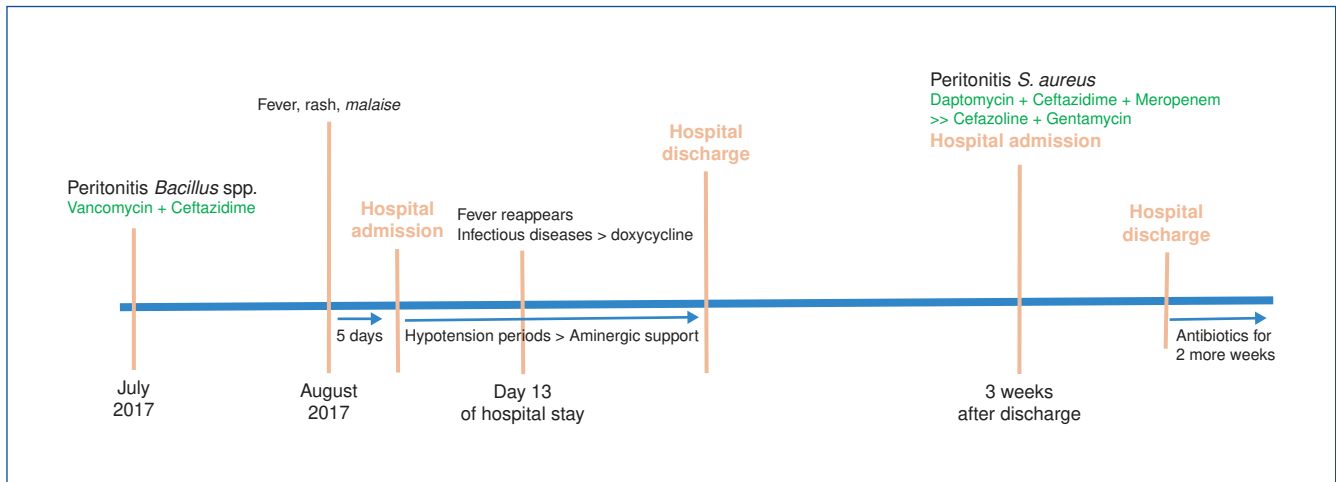 Peritonitis Bacillus spp.
Vancomycin + Ceftazidime
July
2017
Fever, rash, malaise
August
2017
5 days
Hospital
admission
Hypotension periods > Aminergic support
Fever reappears
Infectious diseases > doxycycline
Day 13
of hospital stay
Hospital
discharge
Peritonitis S. aureus
Daptomycin + Ceftazidime + Meropenem
>> Cefazoline + Gentamycin
Hospital admission
3 weeks
after discharge
Hospital
discharge
Antibiotics for
2 more weeks